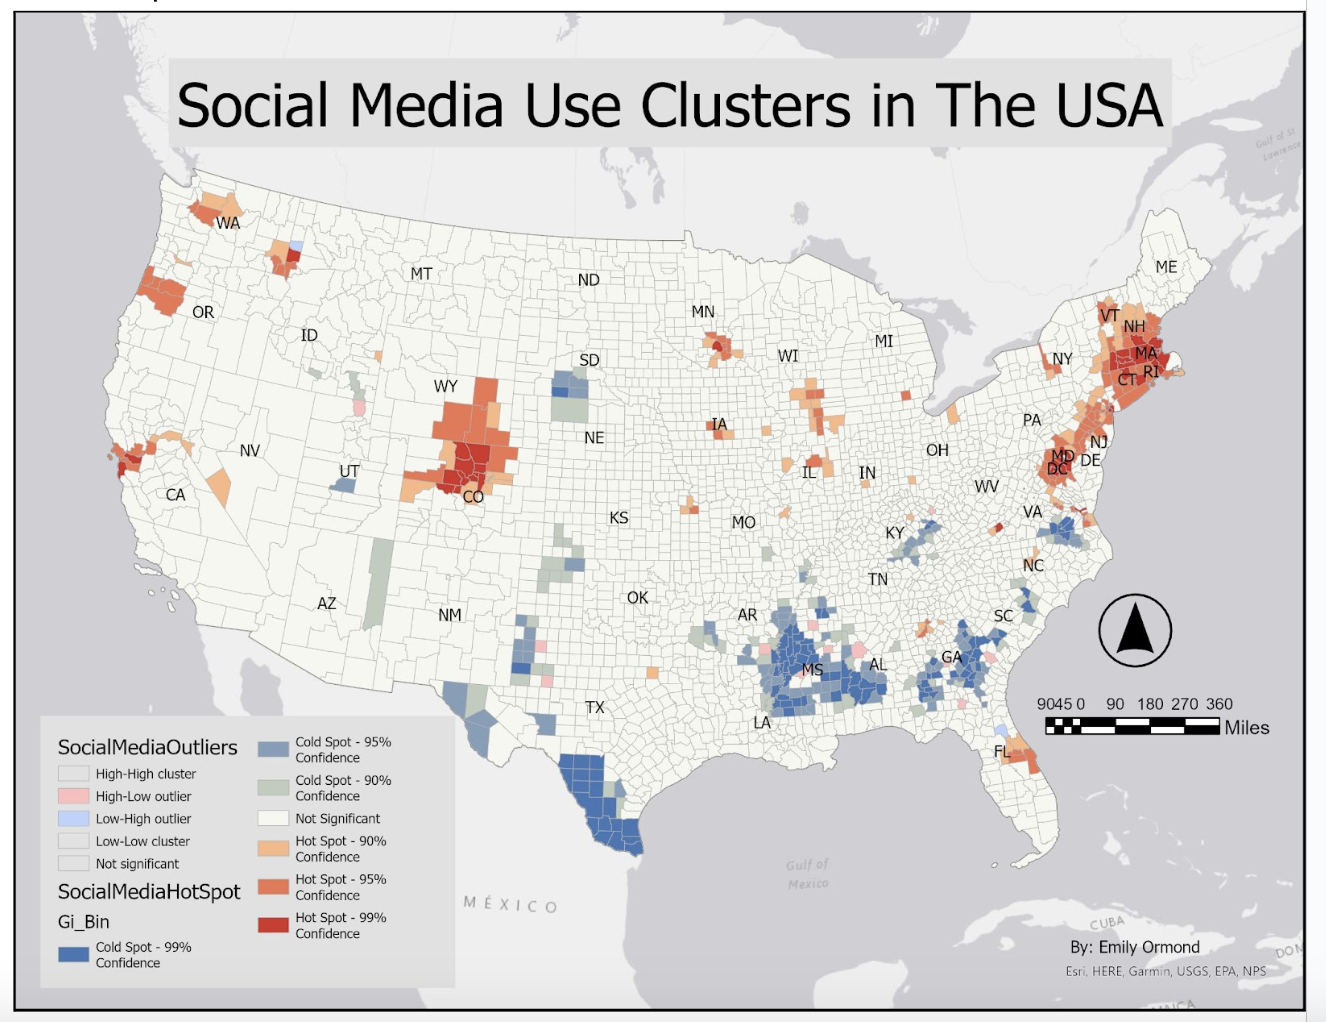 Social Media Use Clusters in The USA
Gulf of St
Lawrence
WA
MT
ND
ME
OR
MN
VT
NH
ID
MI
SD
WI
NY
MA
WY
RI
CT
IA
PA
NE
NJ
NV
OH
MD
DE
UT
IL
IN
DC
CA
CO
WV
KS
MO
VA
KY
NC
TN
AZ
NM
OK
AR
SC
GA
MS
AL
TX
LA
FL
9045 0 90 180 270 360
Miles
SocialMediaOutliers
High-High cluster
High-Low outlier
Low-High outlier
Low-Low cluster
Not significant
SocialMediaHotSpot
Gi_Bin
Cold Spot - 99%
Confidence
Cold Spot - 95%
Confidence
Cold Spot - 90%
Confidence
Not Significant
Hot Spot - 90%
Confidence
Hot Spot - 95%
Confidence
Hot Spot - 99%
Confidence
Gulf of
Mexico
MÉXICO
CUBA
By: Emily Ormond
Esri, HERE, Garmin, USGS, EPA, NPS